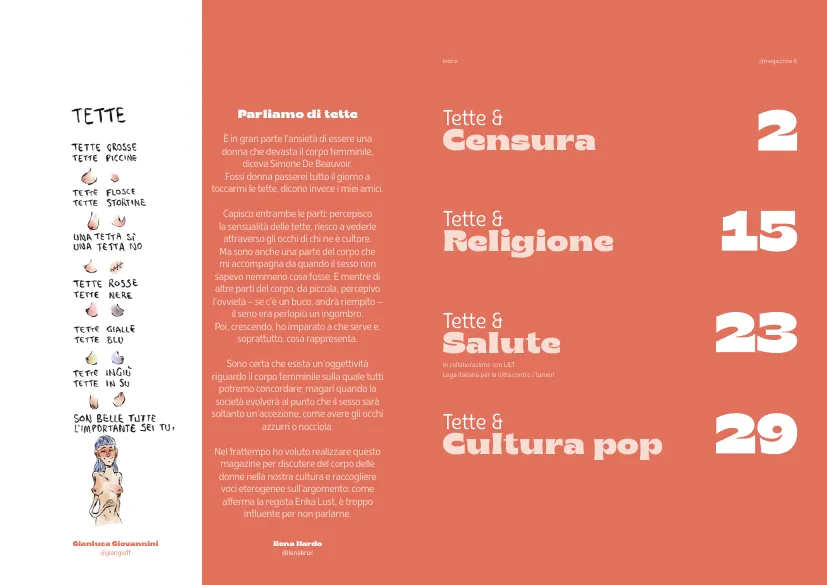 TETTE
TETTE GROSSE
TETTE PICCINE
TETTE FLOSCE
TETTE STORTINE
UNA TETTA SÌ
UNA TETTA NO
TETTE ROSSE
TETTE NERE
TETTE GIALLE
TETTE BLU
TETTE INGIÙ
TETTE IN SU
SON BELLE TUTTE
L'IMPORTANTE SEI TU!
Gianluca Giovannini
@giangioff
Parliamo di tette
È in gran parte l'ansietà di essere una
donna che devasta il corpo femminile,
diceva Simone De Beauvoir.
Fossi donna passerei tutto il giorno a
toccarmi le tette, dicono invece i miei amici.
Capisco entrambe le parti: percepisco
la sensualità delle tette, riesco a vederle
attraverso gli occhi di chi ne è cultore.
Ma sono anche una parte del corpo che
mi accompagna da quando il sesso non
sapevo nemmeno cosa fosse. E mentre di
altre parti del corpo, da piccola, percepivo
l'ovvietà – se c'è un buco, andrà riempito –
il seno era perlopiù un ingombro.
Poi, crescendo, ho imparato a che serve e,
soprattutto, cosa rappresenta.
Sono certa che esista un'oggettività
riguardo il corpo femminile sulla quale tutti
potremo concordare; magari quando la
società evolverà al punto che il sesso sarà
soltanto un'accezione, come avere gli occhi
azzurri o nocciola.
Nel frattempo ho voluto realizzare questo
magazine per discutere del corpo delle
donne nella nostra cultura e raccogliere
voci eterogenee sull'argomento: come
afferma la regista Erika Lust, è troppo
influente per non parlarne.
Ilena Ilardo
@ilenabruc
Indice
@magazzine.it
Tette &
Censura
2
Tette &
Religione
15
Tette &
Salute
in collaborazione con LILT
Lega Italiana per la lotta contro i tumori
23
Tette &
Cultura pop
29